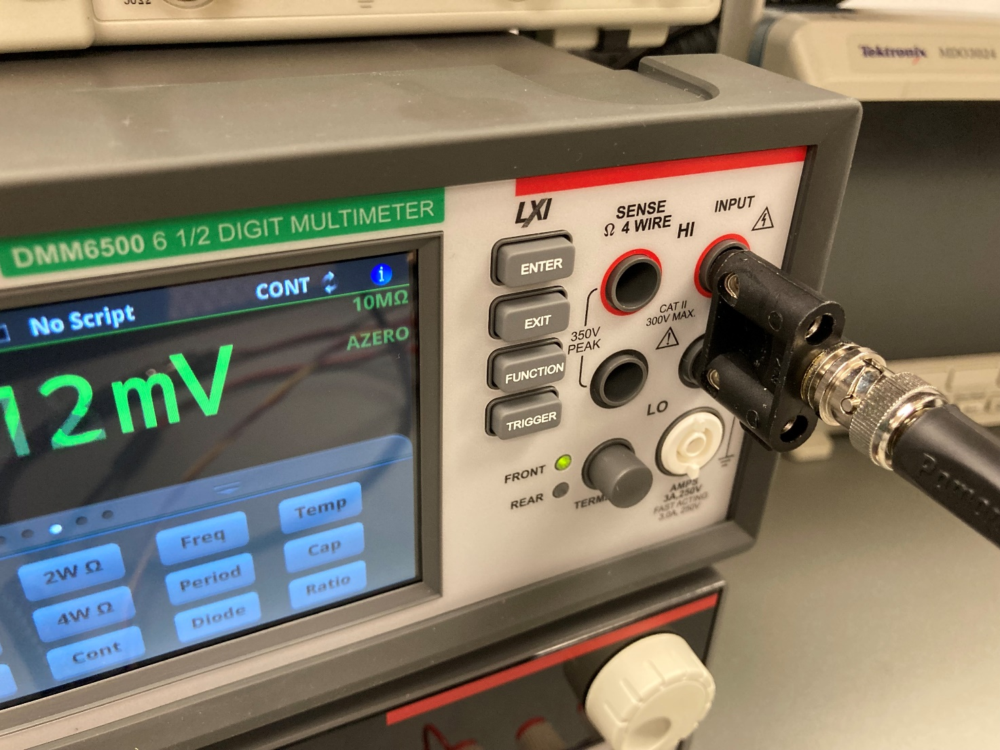 50Ω
Tektronix MDO3024
DMM6500 6 1/2 DIGIT MULTIMETER
LXI
SENSE
Ω 4 WIRE
INPUT
HI
ENTER
EXIT
FUNCTION
TRIGGER
350V
PEAK
CAT II
300V MAX.
LO
FRONT
REAR
AMPS
3A, 250V
FAST ACTING
3.0A, 250V
No Script
CONT
i
10MΩ
AZERO
12mV
2W Ω
Freq
Temp
4W Ω
Period
Cap
Cont
Diode
Ratio